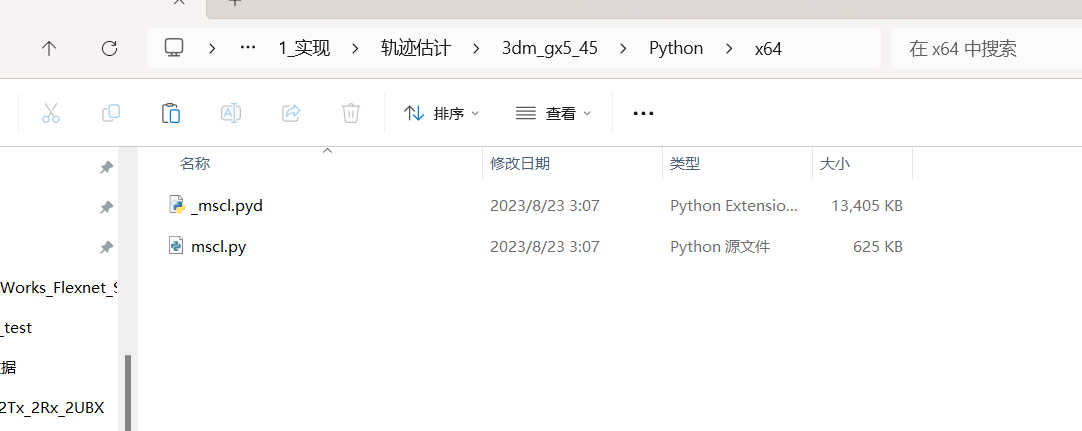 1_实现 > 轨迹估计 > 3dm_gx5_45 > Python > x64
在 x64 中搜索
排序 查看
名称 修改日期 类型 大小
_mscl.pyd 2023/8/23 3:07 Python Extensio... 13,405 KB
mscl.py 2023/8/23 3:07 Python 源文件 625 KB
Works_Flexnet_S
_test
据
2Tx_2Rx_2UBX